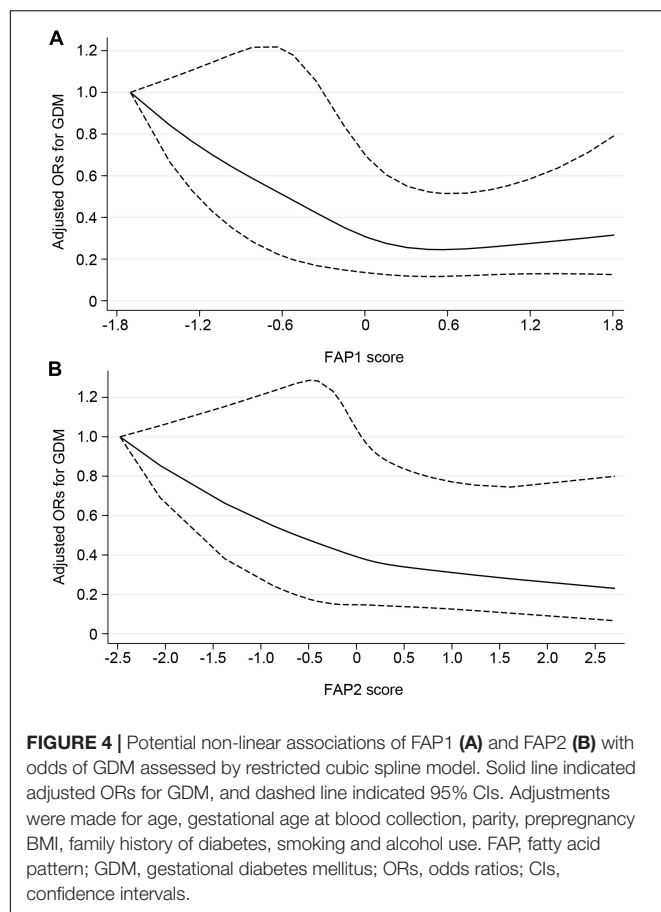 A
Adjusted ORs for GDM
1.2
1.0
0.8
0.6
0.4
0.2
0
-1.8 -1.2 -0.6 0 0.6 1.2 1.8
FAP1 score
B
Adjusted ORs for GDM
1.2
1.0
0.8
0.6
0.4
0.2
0
-2.5 -2.0 -1.5 -1.0 -0.5 0 0.5 1.0 1.5 2.0 2.5
FAP2 score
FIGURE 4 | Potential non-linear associations of FAP1 (A) and FAP2 (B) with
odds of GDM assessed by restricted cubic spline model. Solid line indicated
adjusted ORs for GDM, and dashed line indicated 95% CIs. Adjustments
were made for age, gestational age at blood collection, parity, prepregnancy
BMI, family history of diabetes, smoking and alcohol use. FAP, fatty acid
pattern; GDM, gestational diabetes mellitus; ORs, odds ratios; CIs,
confidence intervals.